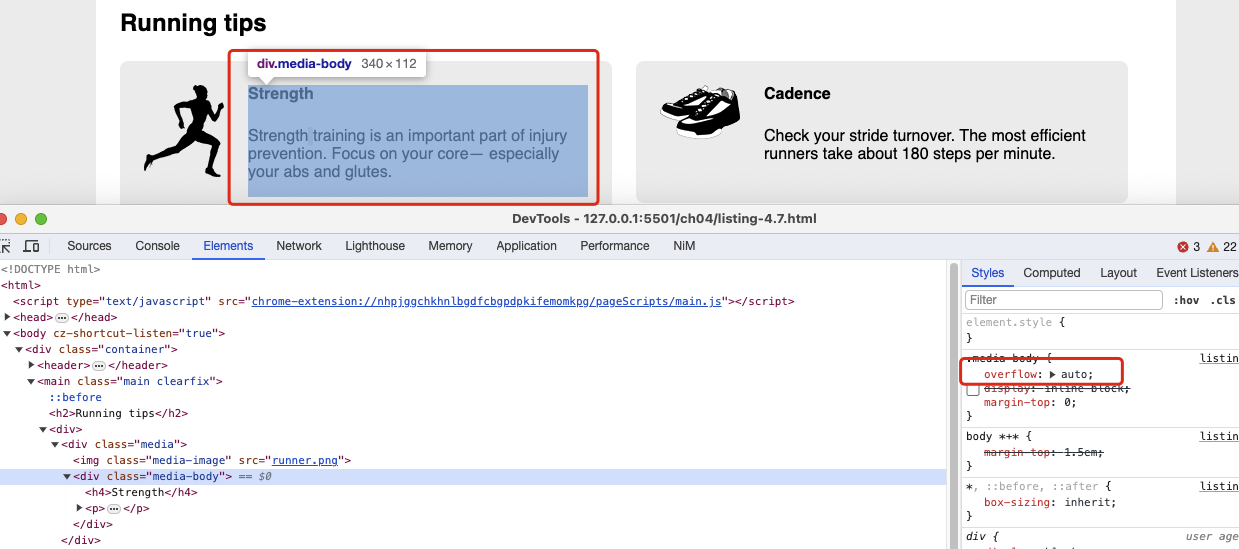 Running tips
div.media-body 340 × 112
Strength
Strength training is an important part of injury
prevention. Focus on your core— especially
your abs and glutes.
Cadence
Check your stride turnover. The most efficient
runners take about 180 steps per minute.
DevTools - 127.0.0.1:5501/ch04/listing-4.7.html
Sources Console Elements Network Lighthouse Memory Application Performance NiM 3 22
<!DOCTYPE html>
<html>
<script type="text/javascript" src="chrome-extension://nhpjggchkhnlbgdfcbgpdpkifemomkpg/pageScripts/main.js"></script>
<head>…</head>
<body cz-shortcut-listen="true">
<div class="container">
<header>…</header>
<main class="main clearfix">
::before
<h2>Running tips</h2>
<div>
<div class="media">
<img class="media-image" src="runner.png">
<div class="media-body"> == $0
<h4>Strength</h4>
<p>…</p>
</div>
</div>
Styles Computed Layout Event Listeners
Filter :hov .cls
element.style {
}
.media-body { listin
overflow: auto;
display: inline-block;
margin-top: 0;
}
body *+* { listin
margin-top: 1.5em;
}
*, ::before, ::after { listin
box-sizing: inherit;
}
div { user age